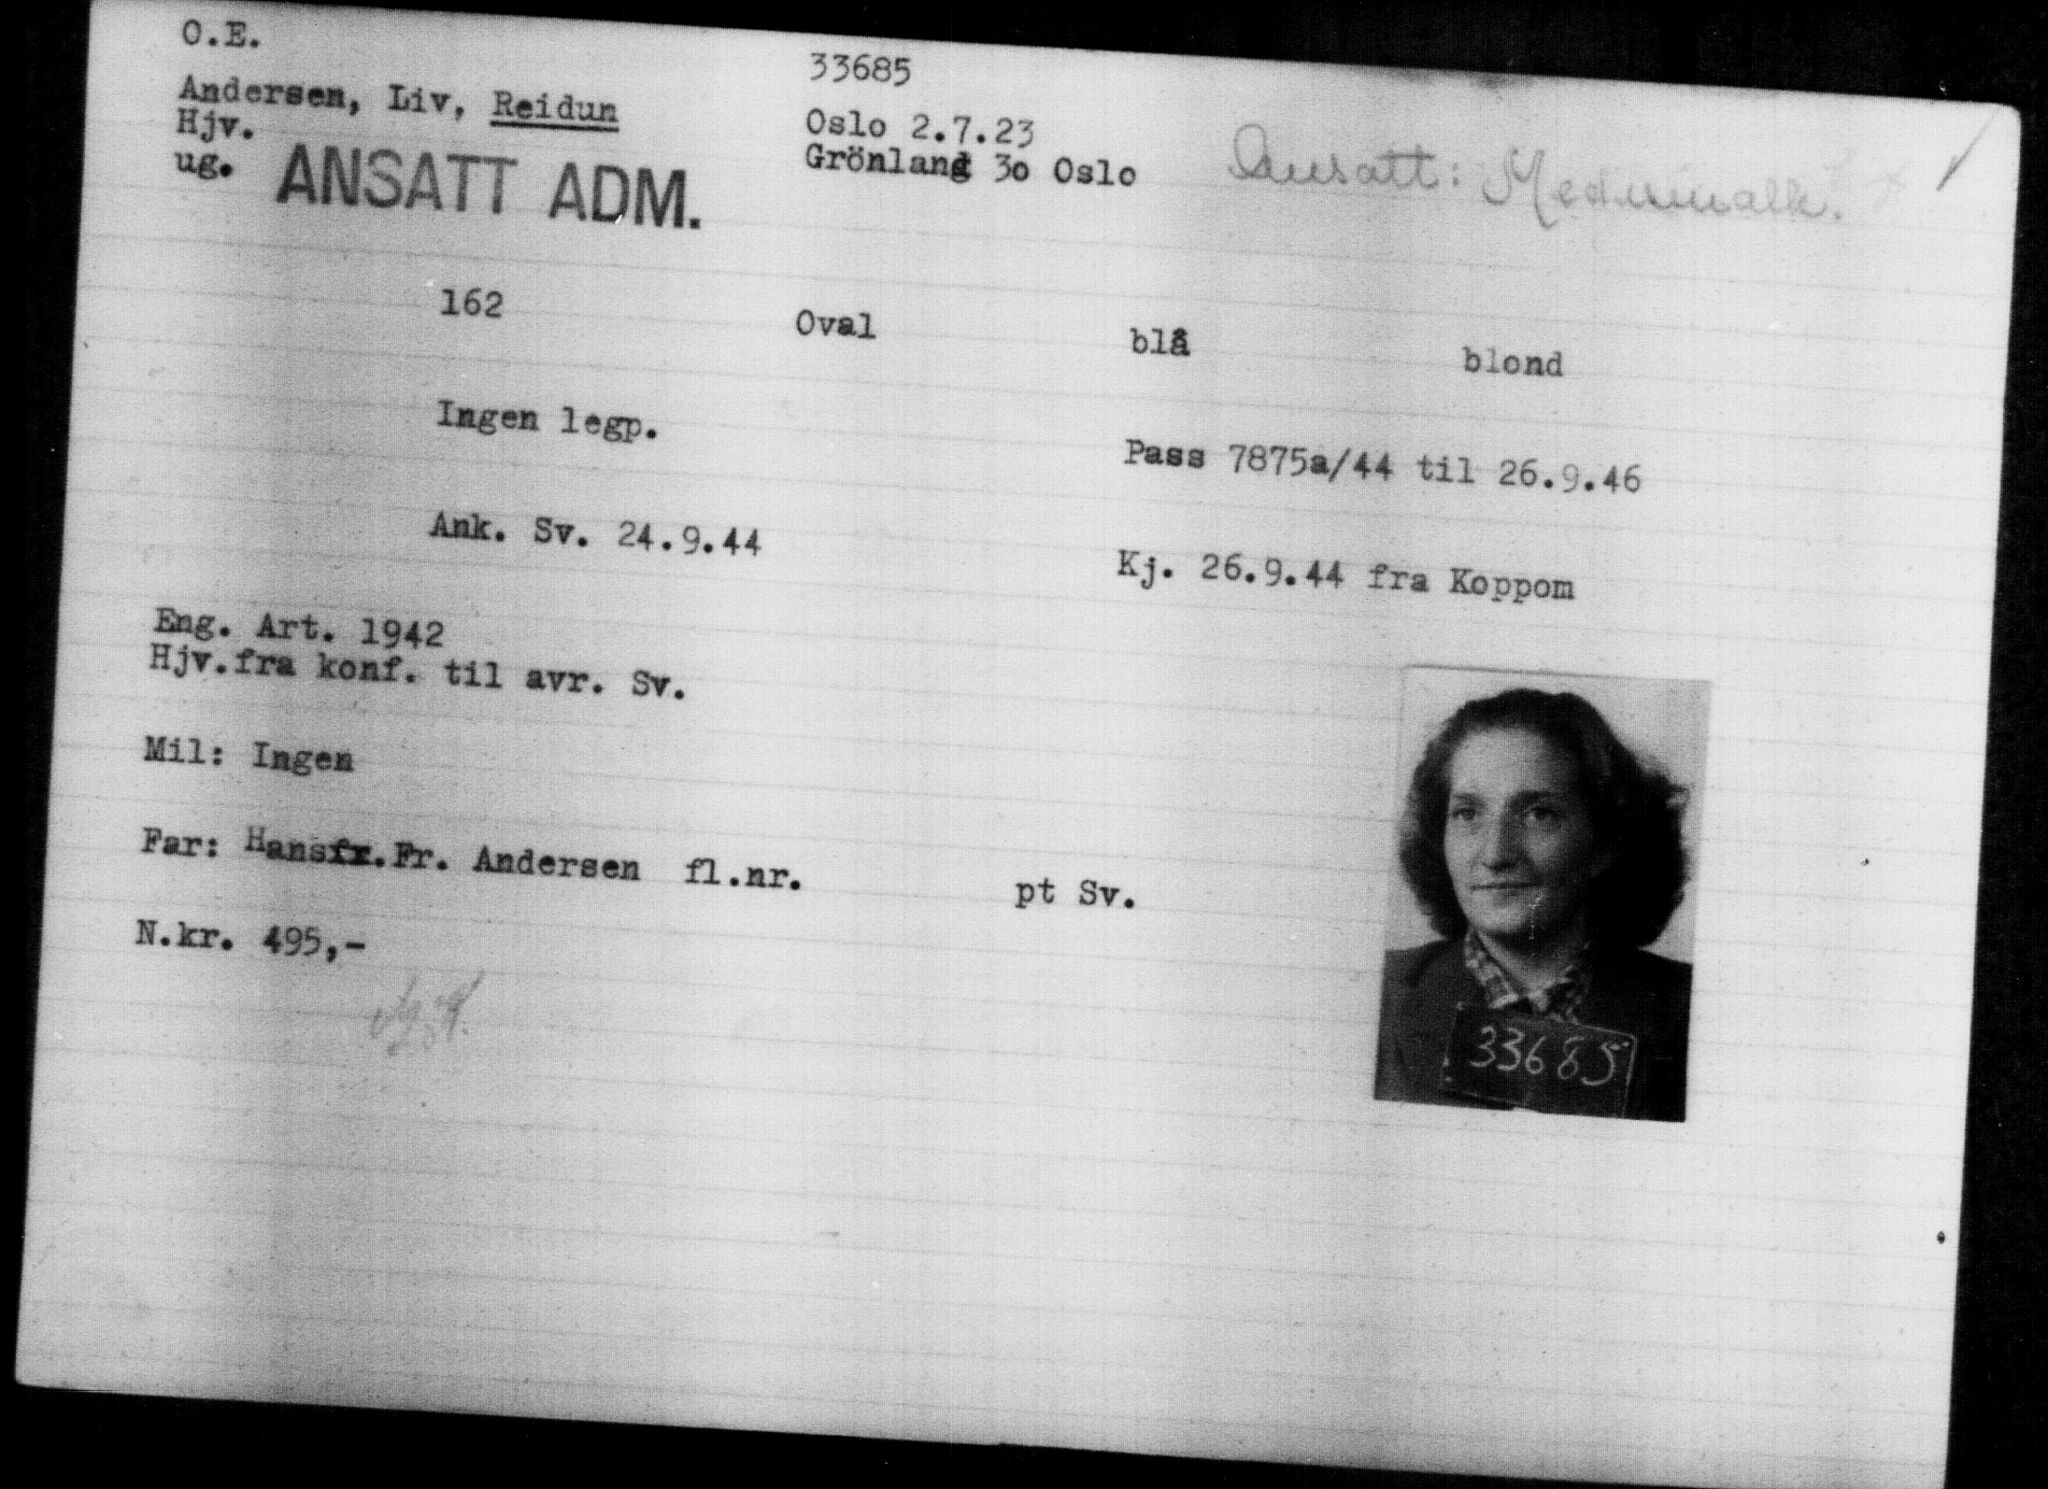 O.E.
33685
Andersen, Liv, Reidun
Oslo 2.7.23
Hjv.
Grönland 3o Oslo
Ansatt:
ug.
ANSATT ADM.
162 Oval blå blond
Ingen legp.
Pass 7875a/44 til 26.9.46
Ank. Sv. 24.9.44
Kj. 26.9.44 fra Koppom
Eng. Art. 1942
Hjv.fra konf. til avr. Sv.
Mil: Ingen
Far: Hansfr.Fr. Andersen fl.nr. pt Sv.
N.kr. 495,-
33685